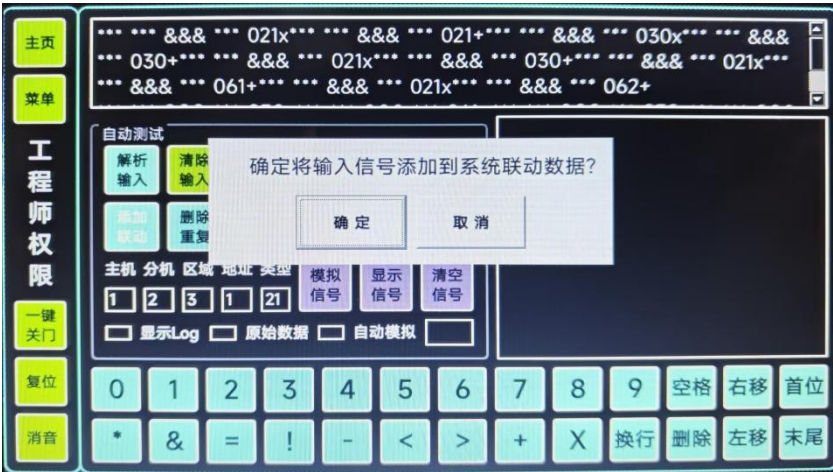 主页
菜单
工程师权限
一键
关门
复位
消音
*** *** &&& *** 021x*** *** &&& *** 021+*** *** &&& *** 030x*** *** &&&
*** 030+*** *** &&& *** 021x*** *** &&& *** 030+*** *** &&& *** 021x***
*** &&& *** 061+*** *** &&& *** 021x*** *** &&& *** 062+
自动测试
解析
输入
清除
输入
添加
联动
删除
重复
确定将输入信号添加到系统联动数据?
确定
取消
主机 分机 区域 地址 类型
1 2 3 1 21
模拟
信号
显示
信号
清空
信号
显示Log 原始数据 自动模拟
0 1 2 3 4 5 6 7 8 9 空格 右移 首位
* & = ! - < > + X 换行 删除 左移 末尾